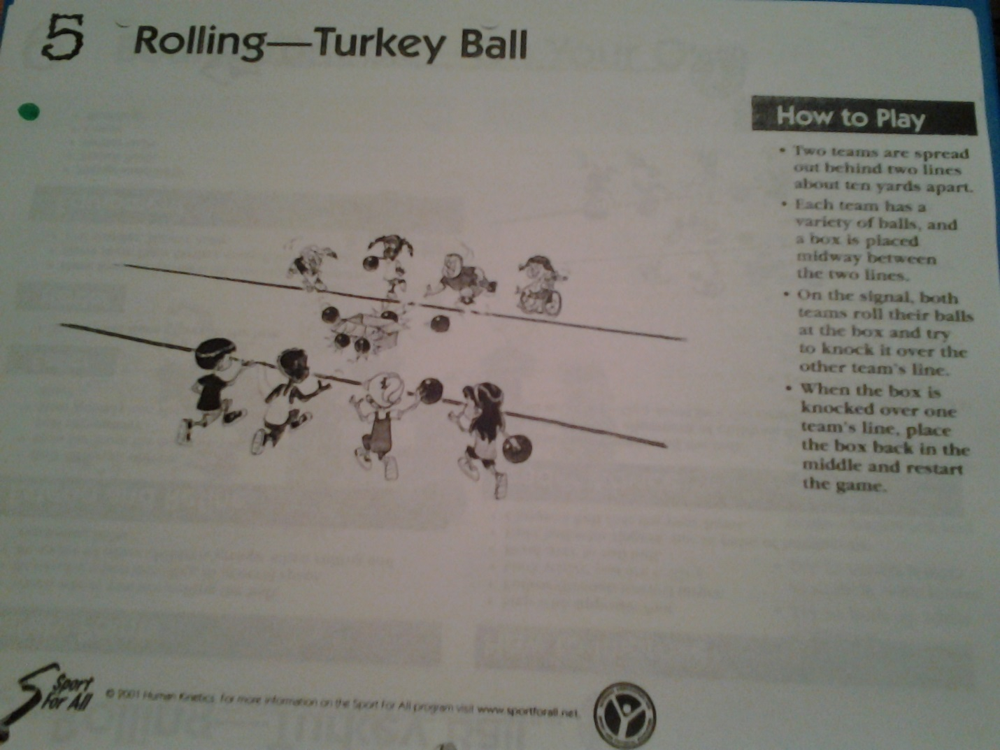 5 Rolling—Turkey Ball
How to Play
• Two teams are spread
out behind two lines
about ten yards apart.
• Each team has a
variety of balls, and
a box is placed
midway between
the two lines.
• On the signal, both
teams roll their balls
at the box and try
to knock it over the
other team's line.
• When the box is
knocked over one
team's line, place
the box back in the
middle and restart
the game.
Sport
For All
© 2001 Human Kinetics. For more information on the Sport For All program visit www.sportforall.net.